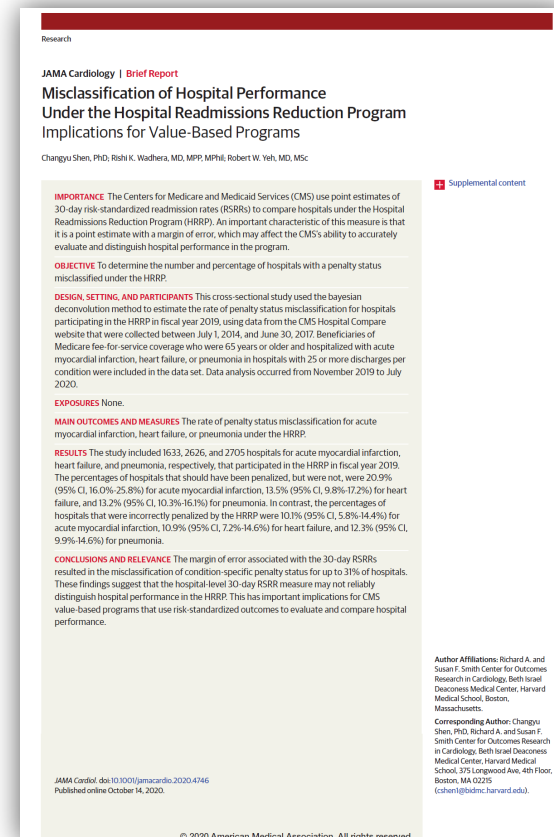 Research
JAMA Cardiology | Brief Report
Misclassification of Hospital Performance
Under the Hospital Readmissions Reduction Program
Implications for Value-Based Programs
Changyu Shen, PhD; Rishi K. Wadhera, MD, MPP, MPhil; Robert W. Yeh, MD, MSc
IMPORTANCE The Centers for Medicare and Medicaid Services (CMS) use point estimates of
30-day risk-standardized readmission rates (RSRRs) to compare hospitals under the Hospital
Readmissions Reduction Program (HRRP). An important characteristic of this measure is that
it is a point estimate with a margin of error, which may affect the CMS's ability to accurately
evaluate and distinguish hospital performance in the program.
OBJECTIVE To determine the number and percentage of hospitals with a penalty status
misclassified under the HRRP.
DESIGN, SETTING, AND PARTICIPANTS This cross-sectional study used the bayesian
deconvolution method to estimate the rate of penalty status misclassification for hospitals
participating in the HRRP in fiscal year 2019, using data from the CMS Hospital Compare
website that were collected between July 1, 2014, and June 30, 2017. Beneficiaries of
Medicare fee-for-service coverage who were 65 years or older and hospitalized with acute
myocardial infarction, heart failure, or pneumonia in hospitals with 25 or more discharges per
condition were included in the data set. Data analysis occurred from November 2019 to July
2020.
EXPOSURES None.
MAIN OUTCOMES AND MEASURES The rate of penalty status misclassification for acute
myocardial infarction, heart failure, or pneumonia under the HRRP.
RESULTS The study included 1633, 2626, and 2705 hospitals for acute myocardial infarction,
heart failure, and pneumonia, respectively, that participated in the HRRP in fiscal year 2019.
The percentages of hospitals that should have been penalized, but were not, were 20.9%
(95% CI, 16.0%-25.8%) for acute myocardial infarction, 13.5% (95% CI, 9.8%-17.2%) for heart
failure, and 13.2% (95% CI, 10.3%-16.1%) for pneumonia. In contrast, the percentages of
hospitals that were incorrectly penalized by the HRRP were 10.1% (95% CI, 5.8%-14.4%) for
acute myocardial infarction, 10.9% (95% CI, 7.2%-14.6%) for heart failure, and 12.3% (95% CI,
9.9%-14.6%) for pneumonia.
CONCLUSIONS AND RELEVANCE The margin of error associated with the 30-day RSRRs
resulted in the misclassification of condition-specific penalty status for up to 31% of hospitals.
These findings suggest that the hospital-level 30-day RSRR measure may not reliably
distinguish hospital performance in the HRRP. This has important implications for CMS
value-based programs that use risk-standardized outcomes to evaluate and compare hospital
performance.
JAMA Cardiol. doi:10.1001/jamacardio.2020.4746
Published online October 14, 2020.
Supplemental content
Author Affiliations: Richard A. and
Susan F. Smith Center for Outcomes
Research in Cardiology, Beth Israel
Deaconess Medical Center, Harvard
Medical School, Boston,
Massachusetts.
Corresponding Author: Changyu
Shen, PhD, Richard A. and Susan F.
Smith Center for Outcomes Research
in Cardiology, Beth Israel Deaconess
Medical Center, Harvard Medical
School, 375 Longwood Ave, 4th Floor,
Boston, MA 02215
(cshen1@bidmc.harvard.edu).
© 2020 American Medical Association. All rights reserved